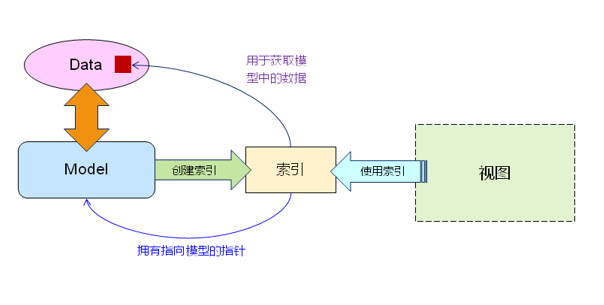 用于获取模
型中的数据
Data
Model
创建索引
索引
使用索引
视图
拥有指向模型的指针